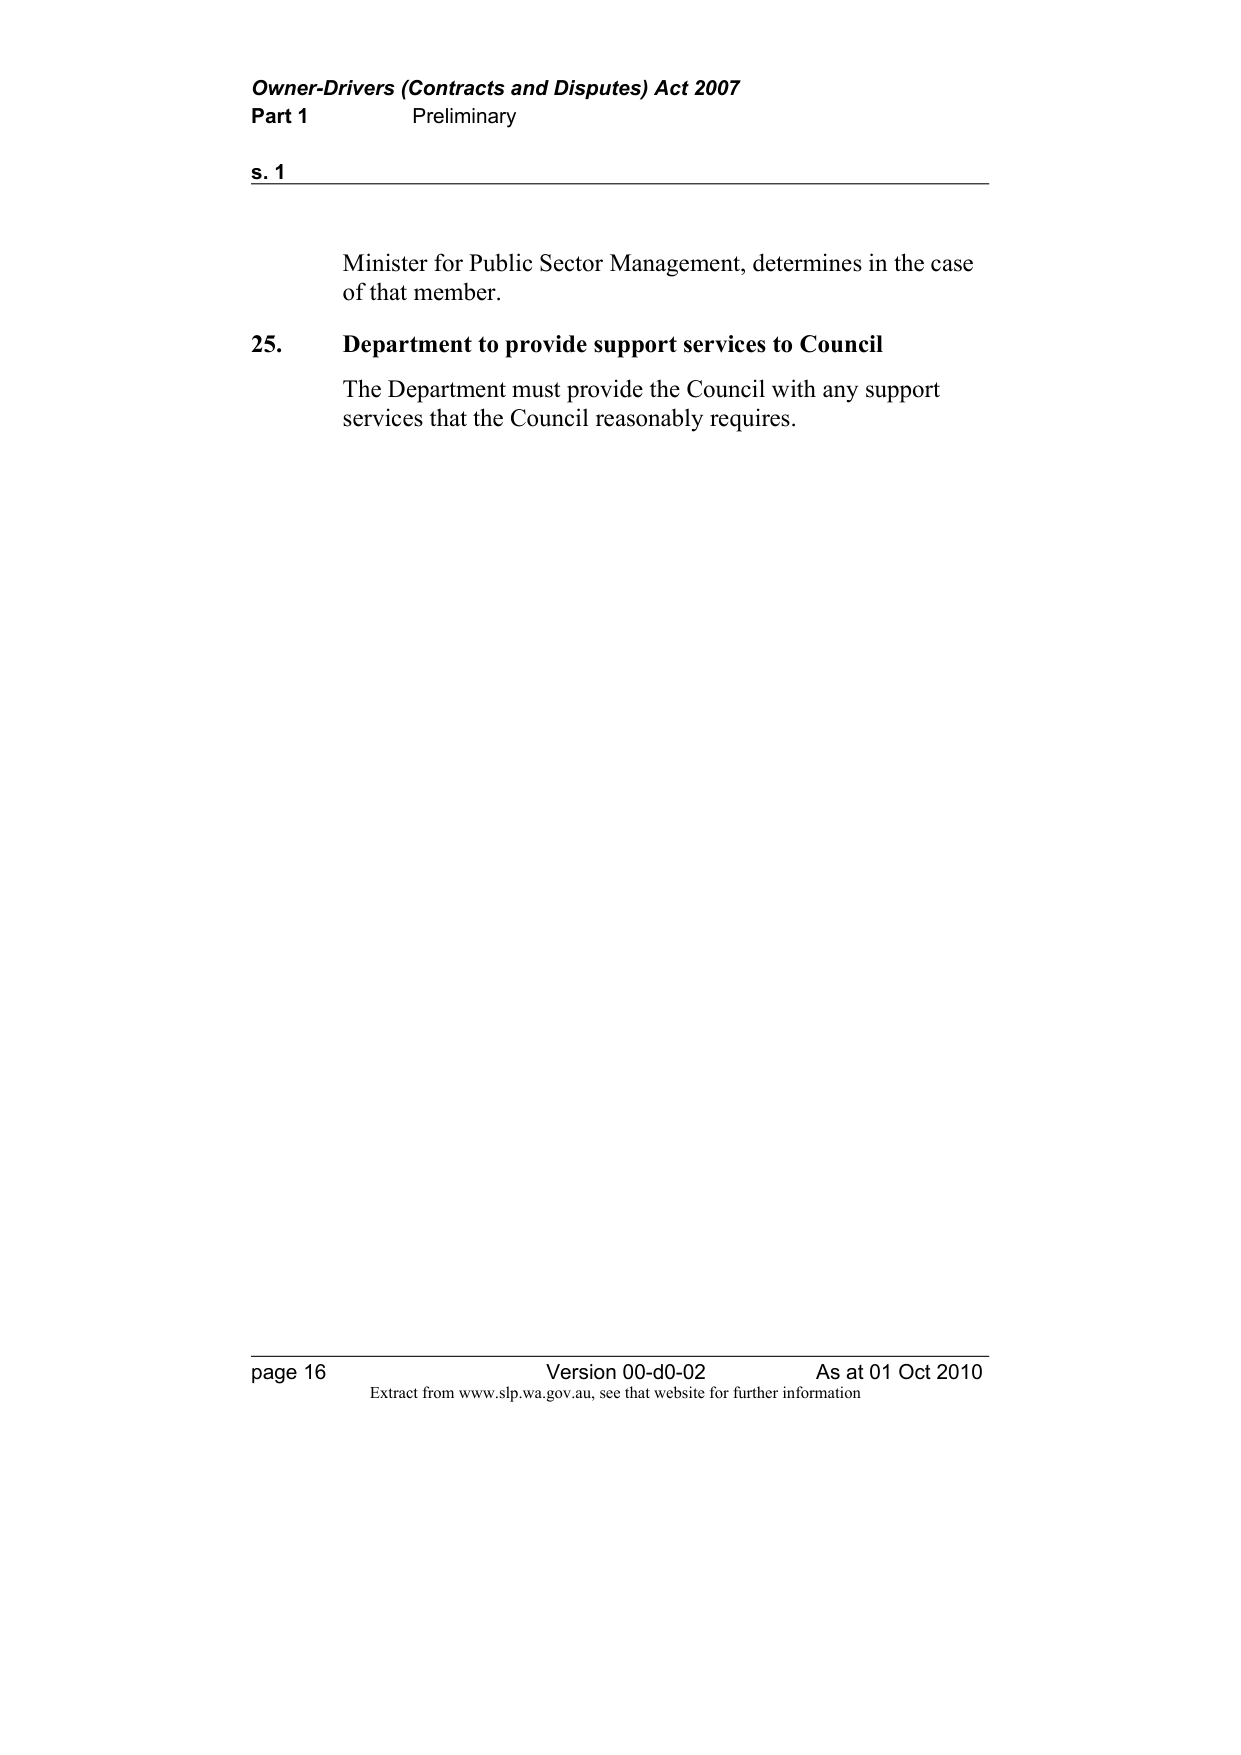 Owner-Drivers (Contracts and Disputes) Act 2007
Part 1 Preliminary
s. 1
Minister for Public Sector Management, determines in the case
of that member.
25. Department to provide support services to Council
The Department must provide the Council with any support
services that the Council reasonably requires.
page 16 Version 00-d0-02 As at 01 Oct 2010
Extract from www.slp.wa.gov.au, see that website for further information